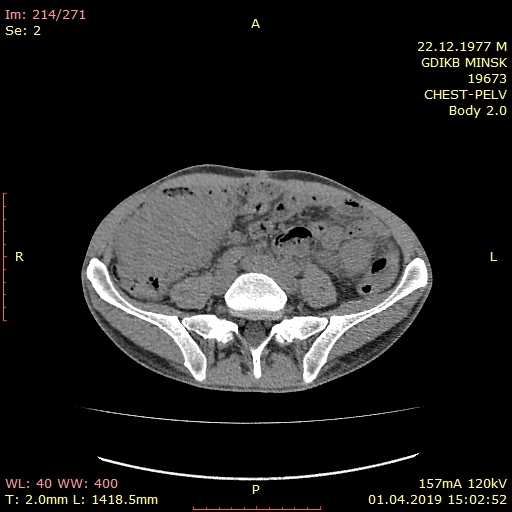 Im: 214/271
Se: 2
A
22.12.1977 M
GDIKB MINSK
19673
CHEST-PELV
Body 2.0
R
L
WL: 40 WW: 400
T: 2.0mm L: 1418.5mm
P
157mA 120kV
01.04.2019 15:02:52